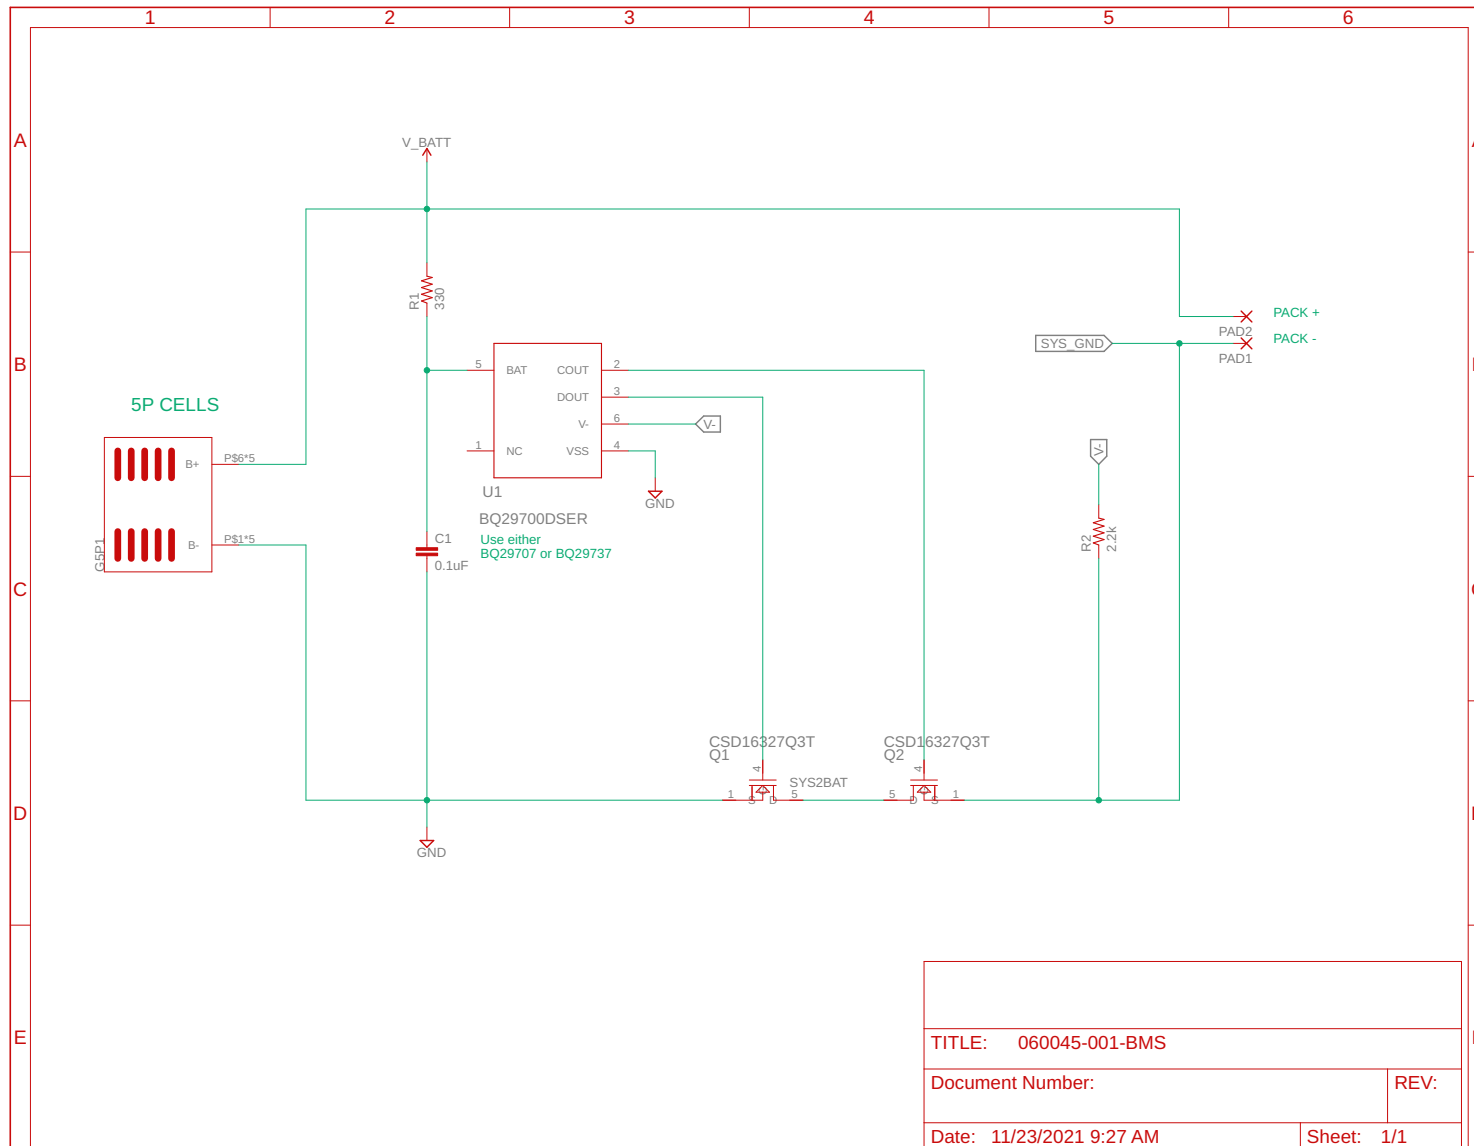 1 2 3 4 5 6
A
V_BATT
R1
330
PACK +
PAD2
SYS_GND
PACK -
PAD1
B
5 BAT COUT 2
DOUT 3
V- 6 V-
1 NC VSS 4
GND
U1
BQ29700DSER
Use either
BQ29707 or BQ29737
5P CELLS
B+ P$6*5
B- P$1*5
G5P1
V-
R2
2.2k
C1
0.1uF
C
CSD16327Q3T
Q1
4
SYS2BAT
1 S D 5
CSD16327Q3T
Q2
4
5 D S 1
D
GND
E
TITLE: 060045-001-BMS
Document Number:
REV:
Date: 11/23/2021 9:27 AM
Sheet: 1/1